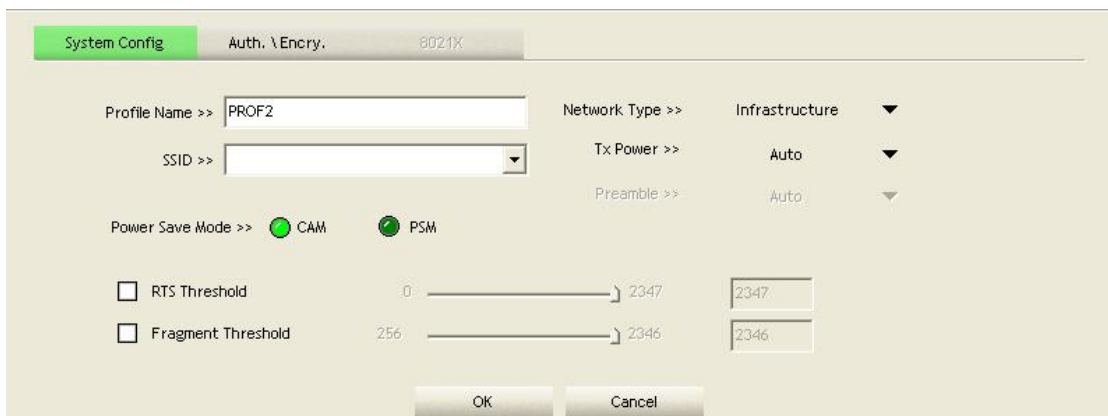 System Config Auth. \ Encry. 8021X
Profile Name >> PROF2 Network Type >> Infrastructure
SSID >> Tx Power >> Auto
Preamble >> Auto
Power Save Mode >> CAM PSM
RTS Threshold 0 2347 2347
Fragment Threshold 256 2346 2346
OK Cancel